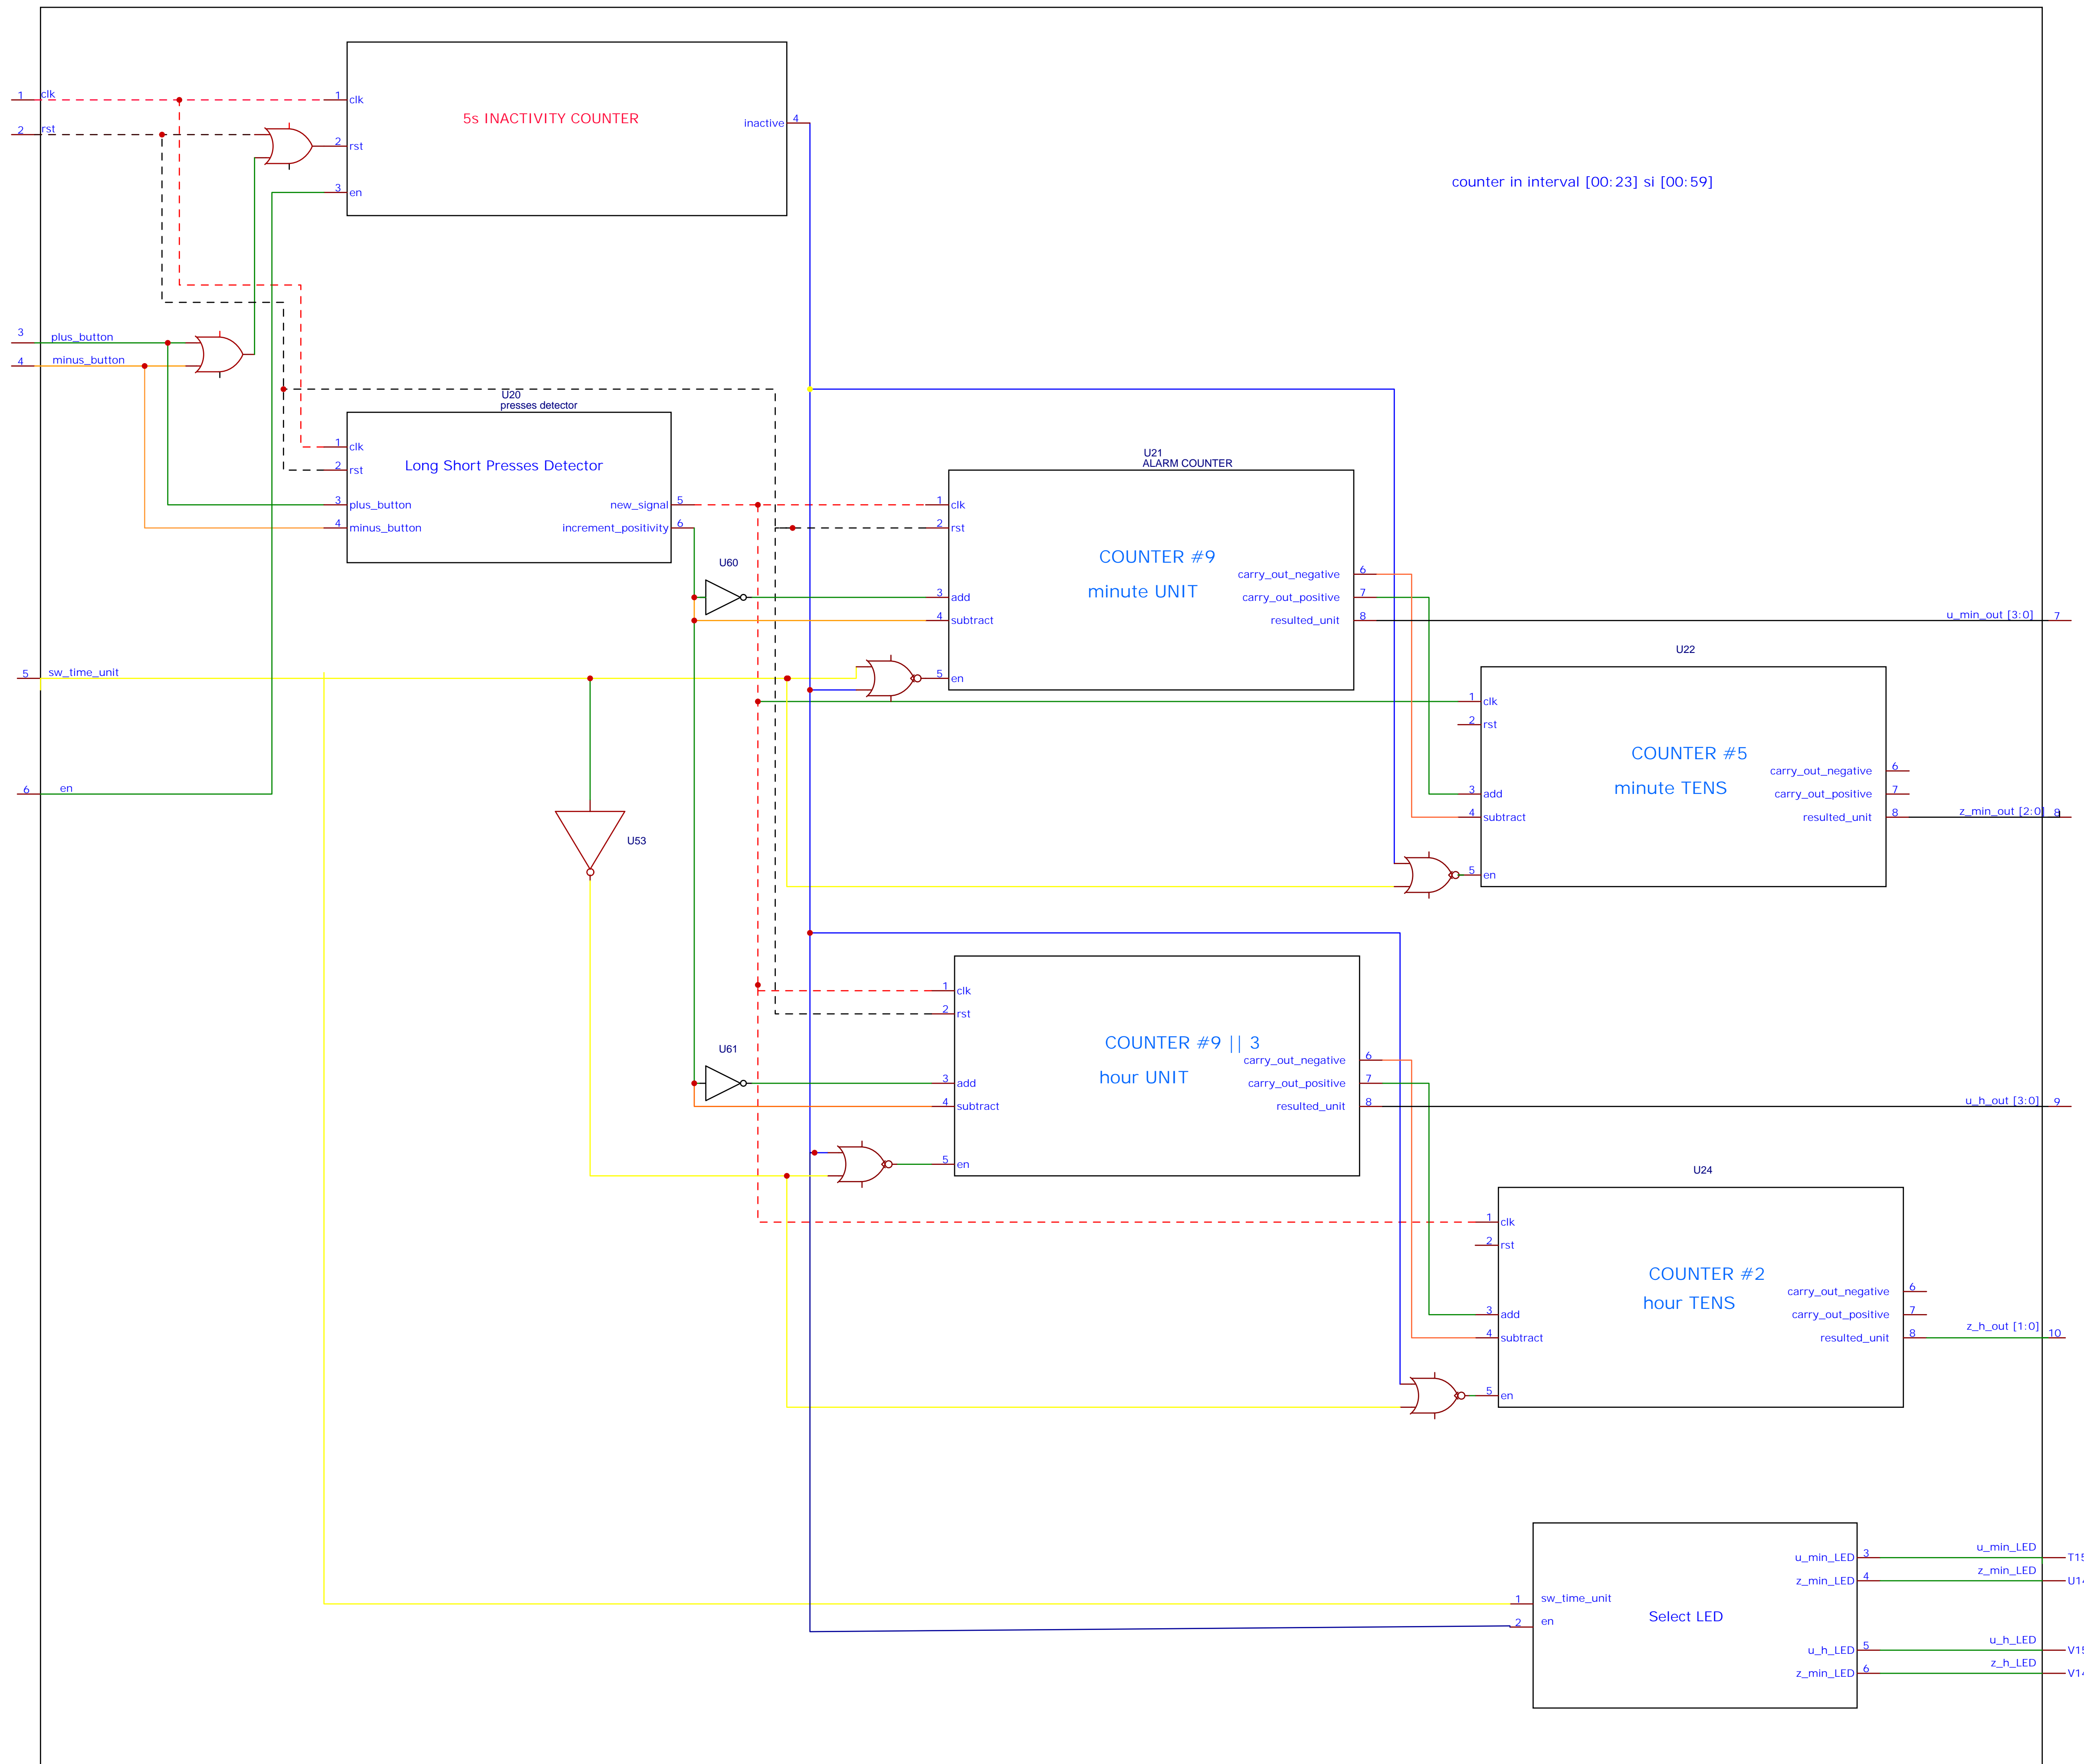 1 clk
2 rst
1 clk
2 rst
3 en
5s INACTIVITY COUNTER
inactive 4
counter in interval [00:23] si [00:59]
3 plus_button
4 minus_button
U20
presses detector
1 clk
2 rst
Long Short Presses Detector
3 plus_button
4 minus_button
new_signal 5
increment_positivity 6
U60
U21
ALARM COUNTER
1 clk
2 rst
COUNTER #9
minute UNIT
3 add
4 subtract
5 en
carry_out_negative 6
carry_out_positive 7
resulted_unit 8
u_min_out [3:0] 7
5 sw_time_unit
U22
1 clk
2 rst
COUNTER #5
minute TENS
3 add
4 subtract
5 en
carry_out_negative 6
carry_out_positive 7
resulted_unit 8
z_min_out [2:0]
6 en
U53
1 clk
2 rst
COUNTER #9 || 3
hour UNIT
U61
3 add
4 subtract
5 en
carry_out_negative 6
carry_out_positive 7
resulted_unit 8
u_h_out [3:0] 9
U24
1 clk
2 rst
COUNTER #2
hour TENS
3 add
4 subtract
5 en
carry_out_negative 6
carry_out_positive 7
resulted_unit 8
z_h_out [1:0] 10
1 sw_time_unit
2 en
Select LED
u_min_LED 3 u_min_LED T15
z_min_LED 4 z_min_LED U14
u_h_LED 5 u_h_LED V15
z_min_LED 6 z_h_LED V14